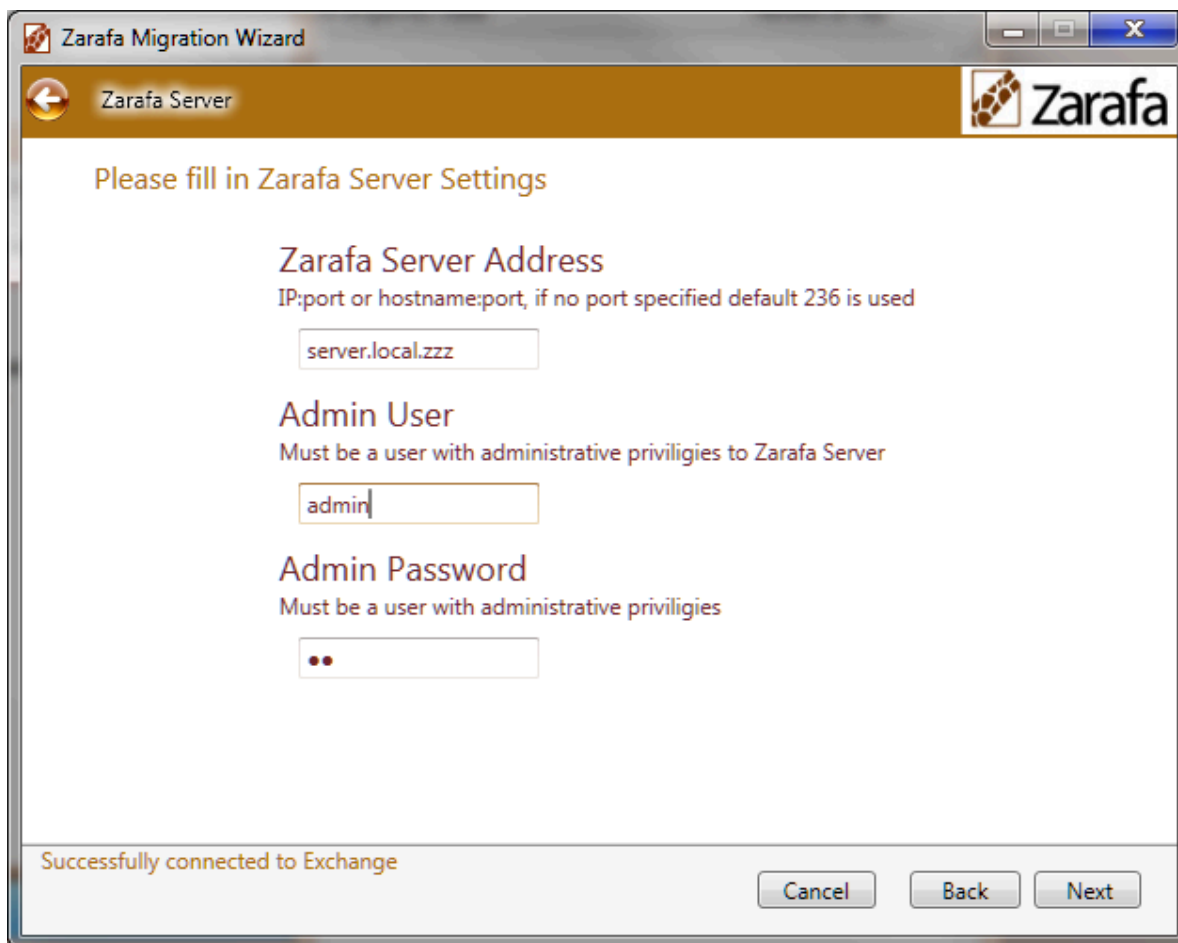 Zarafa Migration Wizard
Zarafa Server
Zarafa
Please fill in Zarafa Server Settings
Zarafa Server Address
IP:port or hostname:port, if no port specified default 236 is used
server.local.zzz
Admin User
Must be a user with administrative priviligies to Zarafa Server
admin
Admin Password
Must be a user with administrative priviligies
••
Successfully connected to Exchange
Cancel Back Next